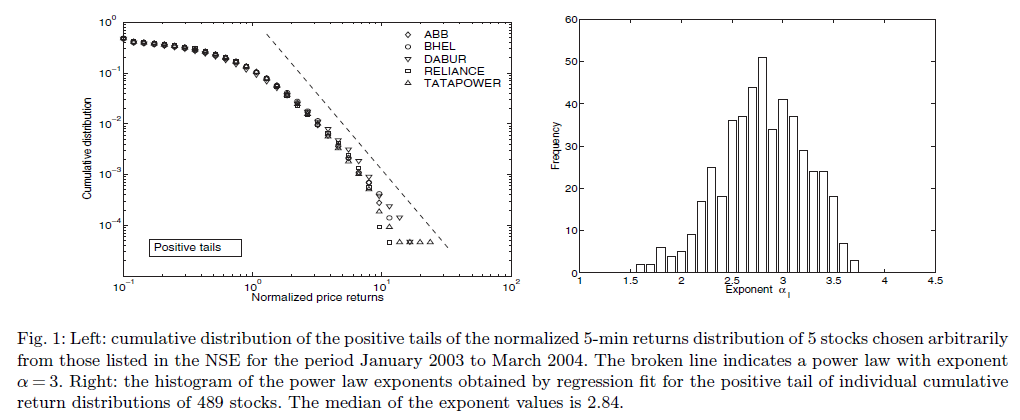 10^0
10^-1
10^-2
10^-3
10^-4
Cumulative distribution
ABB
BHEL
DABUR
RELIANCE
TATAPOWER
Positive tails
10^-1 10^0 10^1 10^2
Normalized price returns
60
50
40
30
20
10
0
Frequency
1 1.5 2 2.5 3 3.5 4 4.5
Exponent α_I
Fig. 1: Left: cumulative distribution of the positive tails of the normalized 5-min returns distribution of 5 stocks chosen arbitrarily
from those listed in the NSE for the period January 2003 to March 2004. The broken line indicates a power law with exponent
α = 3. Right: the histogram of the power law exponents obtained by regression fit for the positive tail of individual cumulative
return distributions of 489 stocks. The median of the exponent values is 2.84.